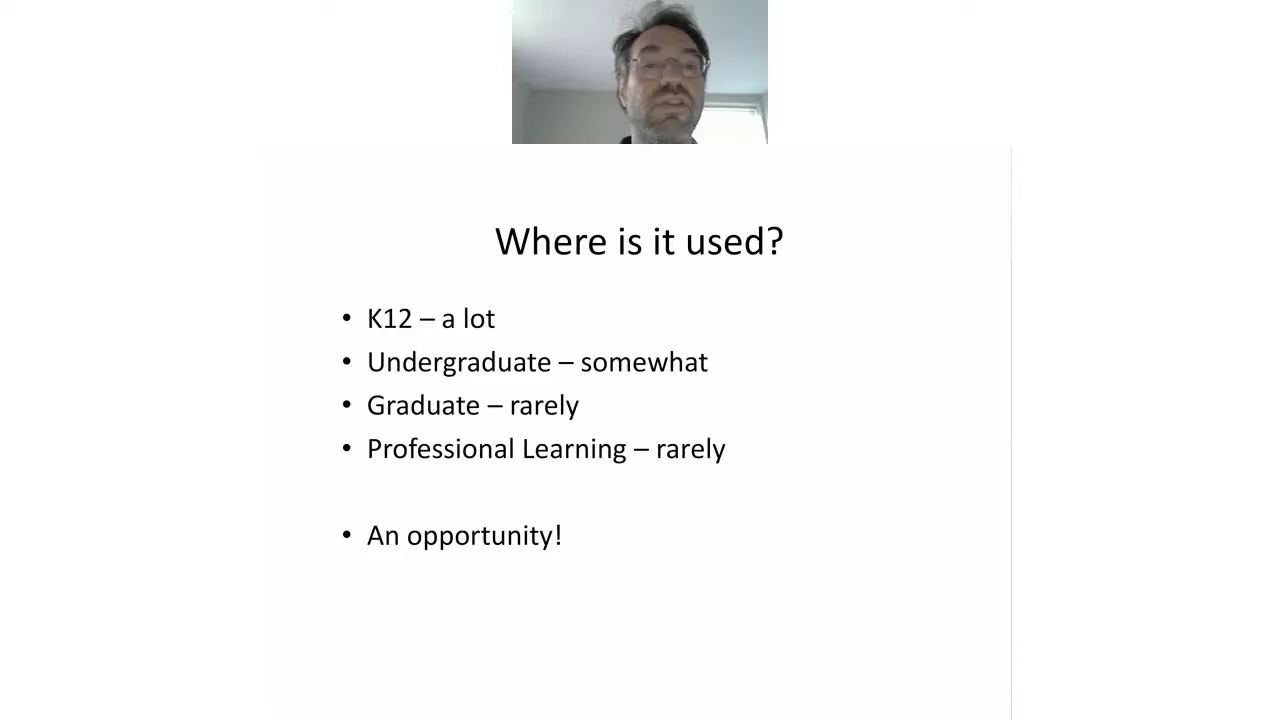 Where is it used?
• K12 – a lot
• Undergraduate – somewhat
• Graduate – rarely
• Professional Learning – rarely
• An opportunity!